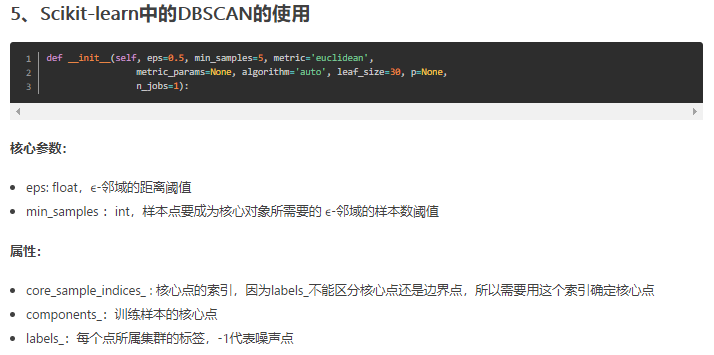 5、Scikit-learn中的DBSCAN的使用
1 def __init__(self, eps=0.5, min_samples=5, metric='euclidean',
2 metric_params=None, algorithm='auto', leaf_size=30, p=None,
3 n_jobs=1):
核心参数：
• eps: float，ϵ-邻域的距离阈值
• min_samples ：int，样本点要成为核心对象所需要的 ϵ-邻域的样本数阈值
属性：
• core_sample_indices_ : 核心点的索引，因为labels_不能区分核心点还是边界点，所以需要用这个索引确定核心点
• components_：训练样本的核心点
• labels_：每个点所属集群的标签，-1代表噪声点